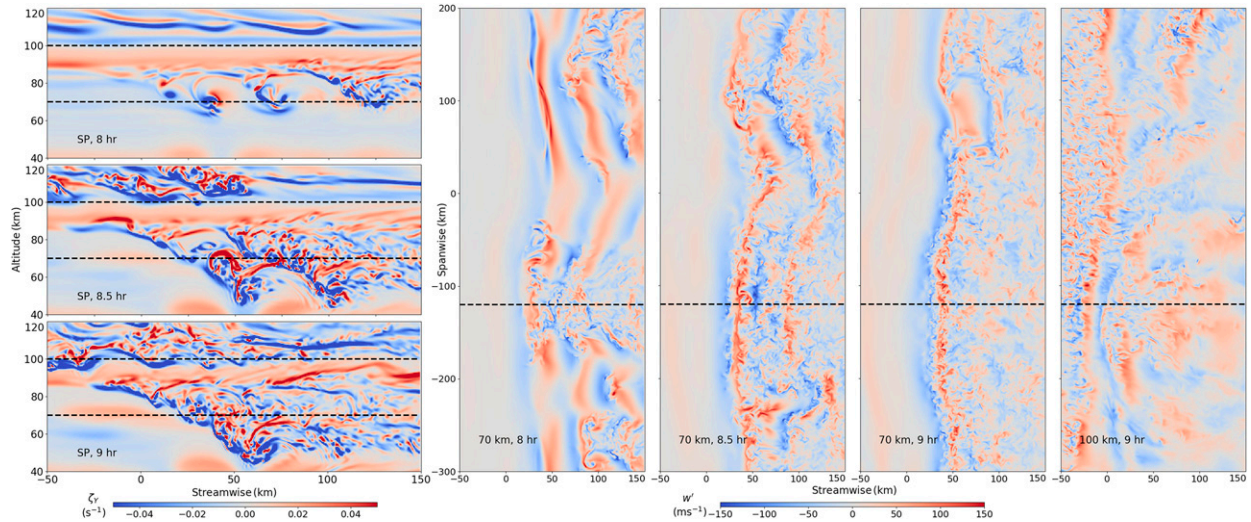 120
100
80
60
40
SP, 8 hr
120
100
80
60
40
SP, 8.5 hr
120
100
80
60
40
SP, 9 hr
Altitude (km)
−50 0 50 100 150
Streamwise (km)
ζY
(s−1)
−0.04 −0.02 0.00 0.02 0.04
200
100
0
−100
−200
−300
Spanwise (km)
70 km, 8 hr
70 km, 8.5 hr
70 km, 9 hr
100 km, 9 hr
−50 0 50 100 150
−50 0 50 100 150
−50 0 50 100 150
−50 0 50 100 150
Streamwise (km)
w′
(ms−1)
−150 −100 −50 0 50 100 150